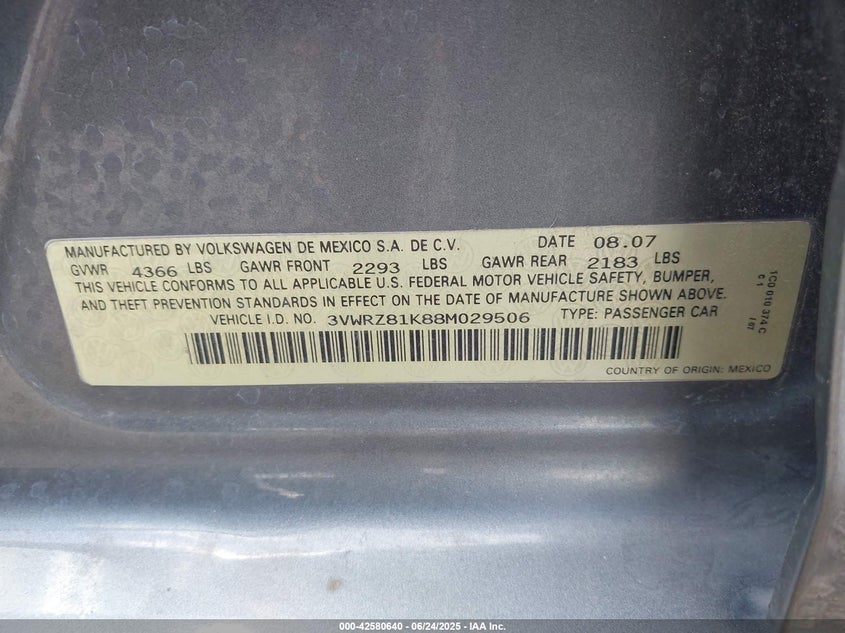 MANUFACTURED BY VOLKSWAGEN DE MEXICO S.A. DE C.V. DATE 08.07
GVWR 4366 LBS GAWR FRONT 2293 LBS GAWR REAR 2183 LBS
THIS VEHICLE CONFORMS TO ALL APPLICABLE U.S. FEDERAL MOTOR VEHICLE SAFETY, BUMPER,
AND THEFT PREVENTION STANDARDS IN EFFECT ON THE DATE OF MANUFACTURE SHOWN ABOVE.
VEHICLE I.D. NO. 3VWRZ81K88M029506 TYPE: PASSENGER CAR
COUNTRY OF ORIGIN: MEXICO
1C0 010 374 C
000-42580640 - 06/24/2025 - IAA Inc.